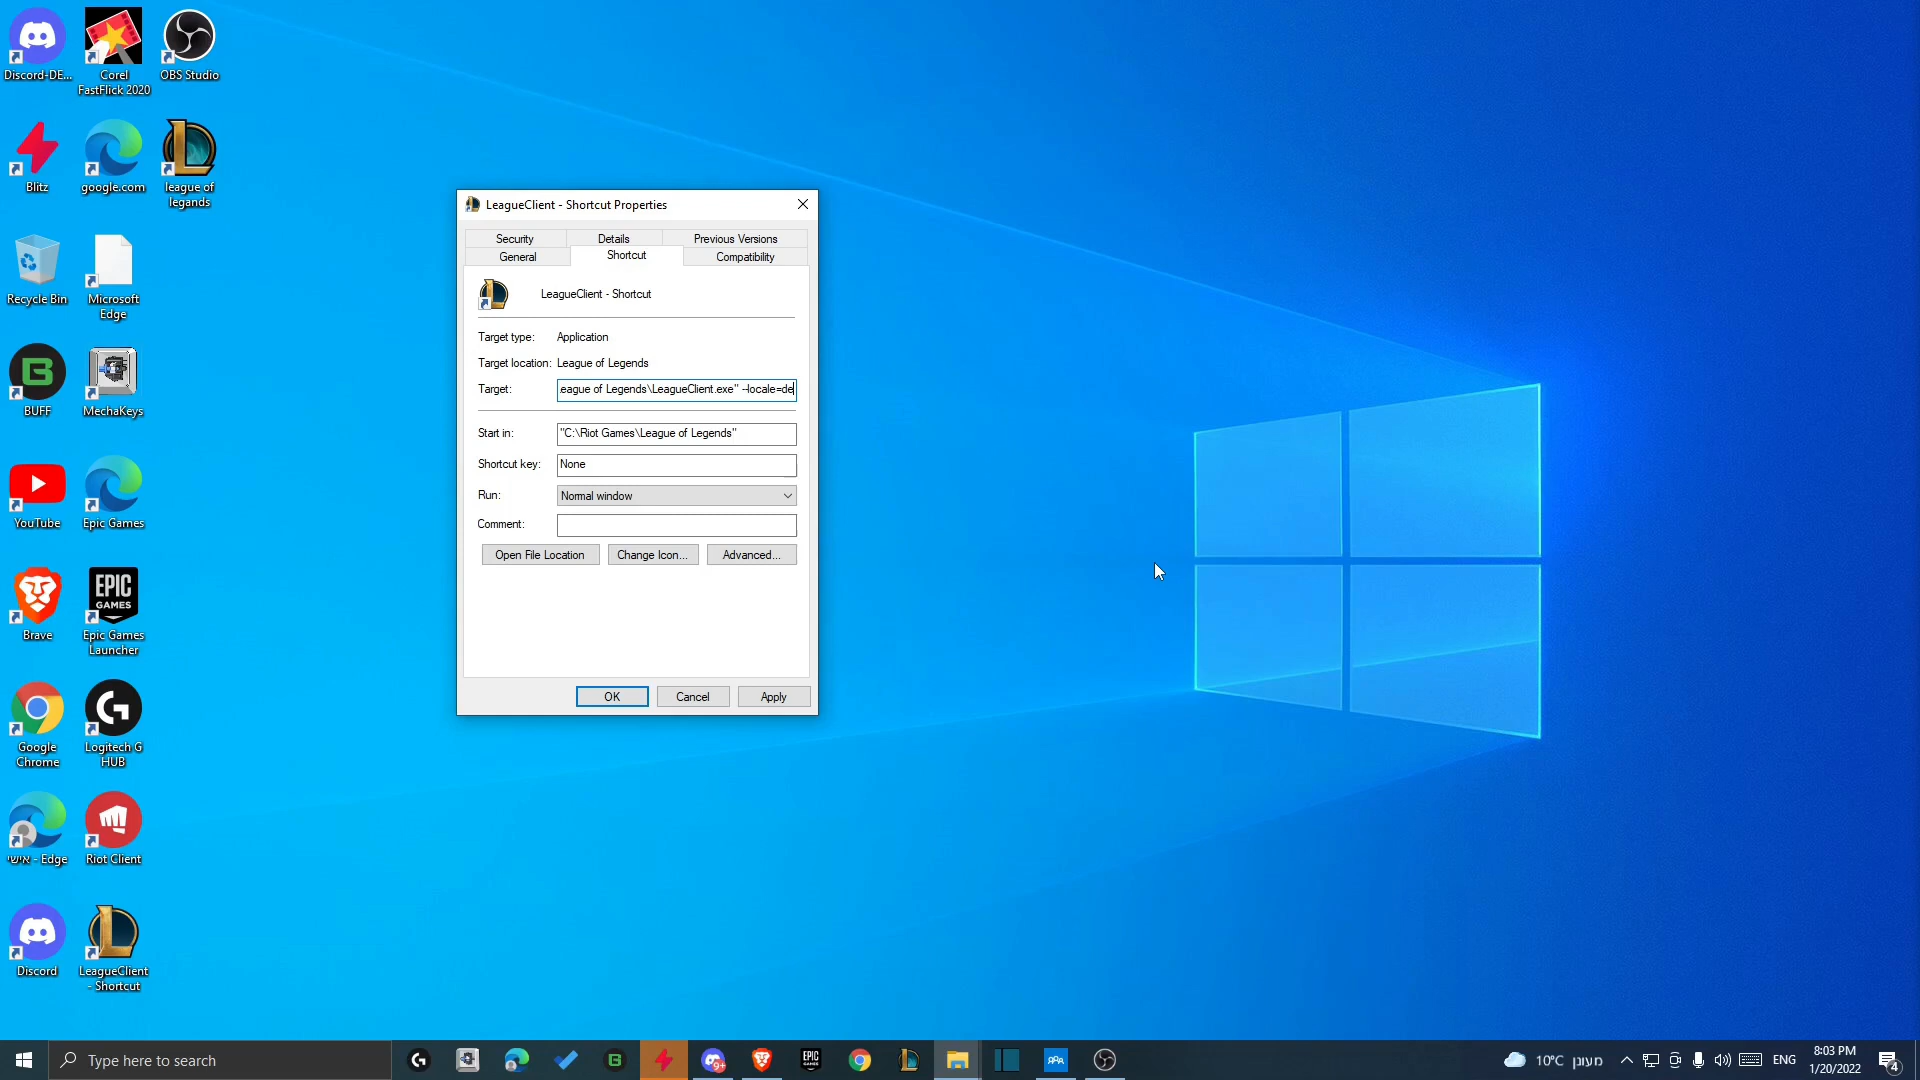 Discord-DE...
Corel
FastFlick 2020
OBS Studio
Blitz
google.com
league of
legands
Recycle Bin
Microsoft
Edge
BUFF
MechaKeys
YouTube
Epic Games
Brave
EPIC
GAMES
Epic Games
Launcher
Google
Chrome
Logitech G
HUB
אישי - Edge
Riot Client
Discord
LeagueClient
- Shortcut
LeagueClient - Shortcut Properties
Security
Details
Previous Versions
General
Shortcut
Compatibility
LeagueClient - Shortcut
Target type: Application
Target location: League of Legends
Target: eague of Legends\LeagueClient.exe" --locale=de
Start in: "C:\Riot Games\League of Legends"
Shortcut key: None
Run: Normal window
Comment:
Open File Location
Change Icon...
Advanced...
OK
Cancel
Apply
Type here to search
9+
EPIC
GAMES
10°C מעונן
ENG
8:03 PM
1/20/2022
4